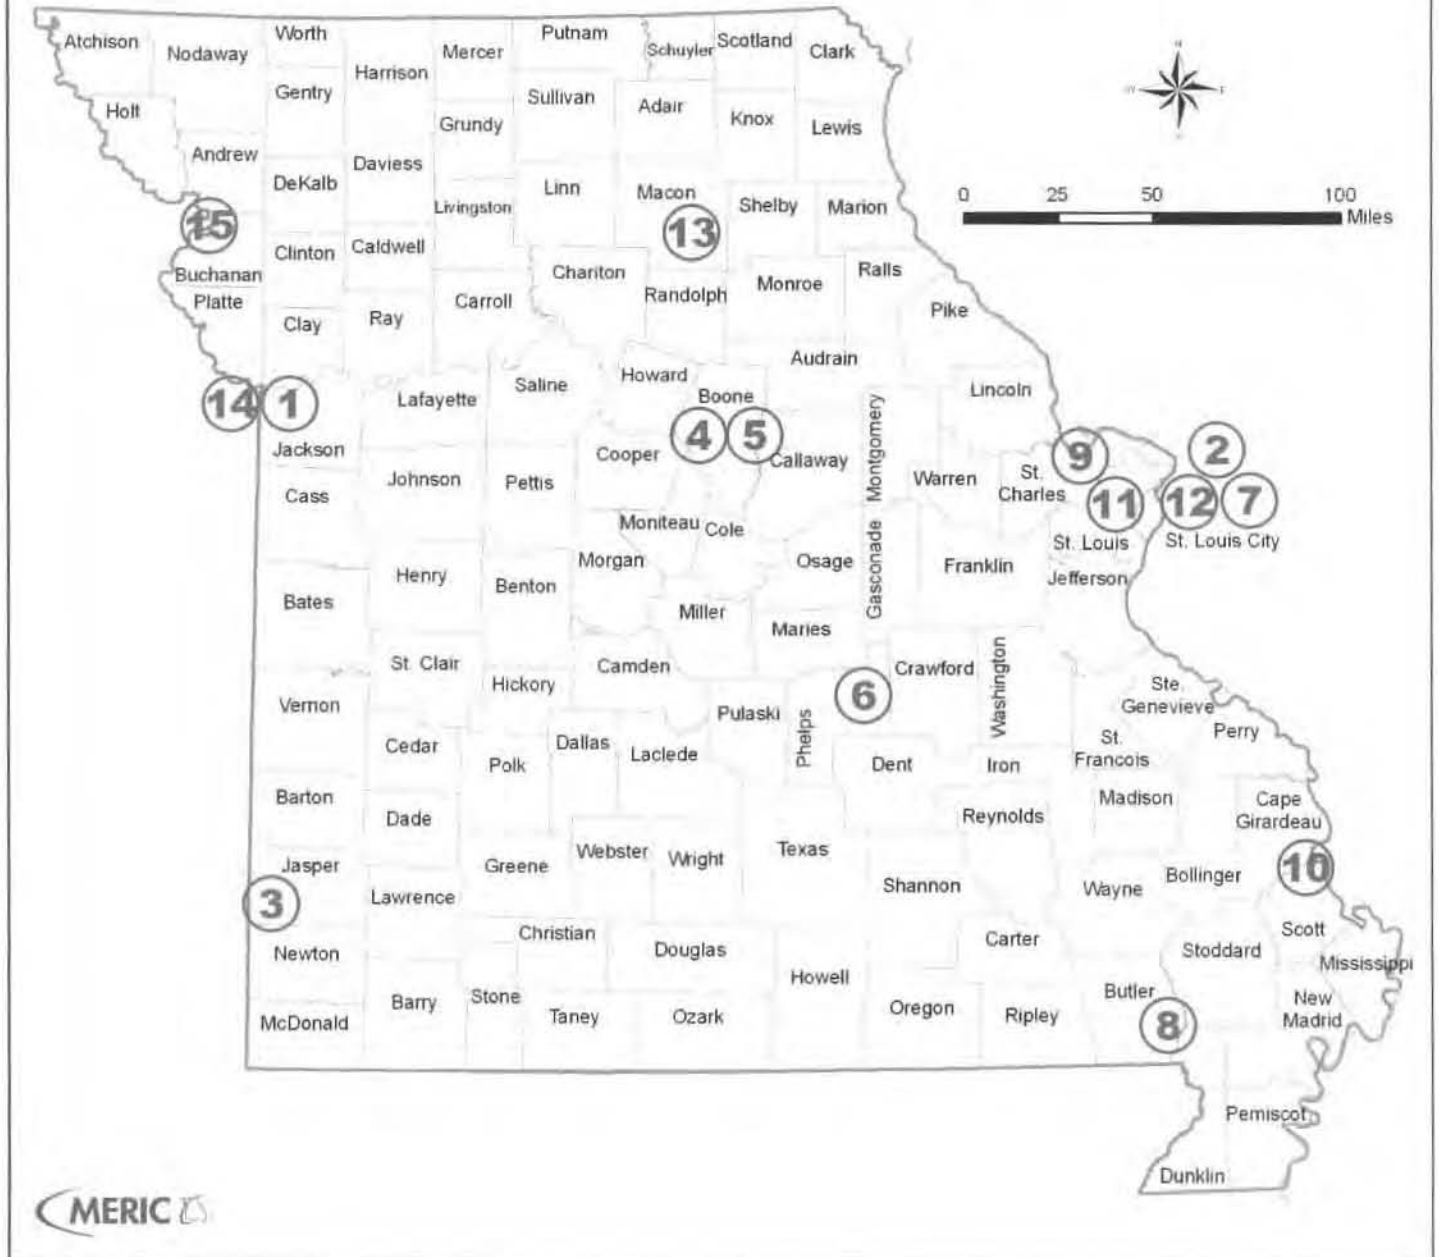 Atchison
Nodaway
Worth
Harrison
Mercer
Putnam
Schuyler
Scotland
Clark
Holt
Gentry
Grundy
Sullivan
Adair
Knox
Lewis
Andrew
DeKalb
Daviess
Livingston
Linn
Macon
Shelby
Marion
0 25 50 100
Miles
15
13
Buchanan
Clinton
Caldwell
Chariton
Randolph
Monroe
Ralls
Platte
Clay
Ray
Carroll
Pike
Audrain
14
1
Lafayette
Saline
Howard
Boone
Lincoln
Jackson
4
5
Cooper
Callaway
Montgomery
Warren
St.
Charles
9
2
11
12
7
St. Louis
St. Louis City
Cass
Johnson
Pettis
Moniteau
Cole
Morgan
Osage
Gasconade
Franklin
Jefferson
Bates
Henry
Benton
Miller
Maries
St. Clair
Hickory
Camden
6
Crawford
Washington
Ste.
Genevieve
Perry
Vernon
Cedar
Polk
Dallas
Laclede
Pulaski
Phelps
Dent
Iron
St.
Francois
Barton
Dade
Reynolds
Madison
Cape
Girardeau
Jasper
3
Lawrence
Greene
Webster
Wright
Texas
Shannon
Wayne
Bollinger
10
Newton
Christian
Douglas
Howell
Carter
Stoddard
Scott
Mississippi
McDonald
Barry
Stone
Taney
Ozark
Oregon
Ripley
Butler
8
New
Madrid
Pemiscot
Dunklin
MERIC